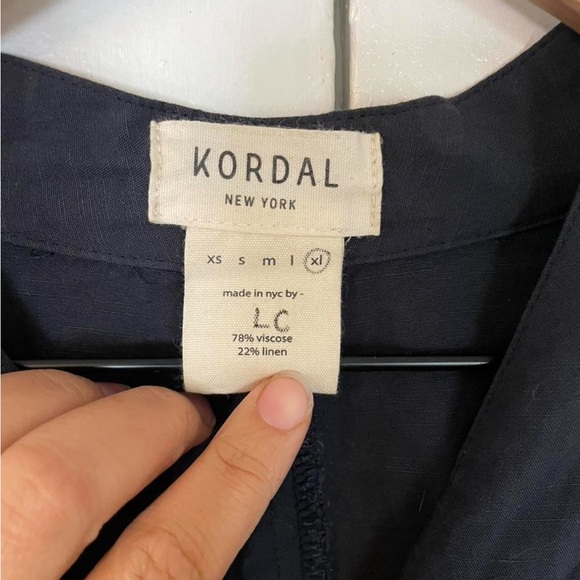 KORDAL
NEW YORK
xs s m l xl
made in nyc by -
LC
78% viscose
22% linen